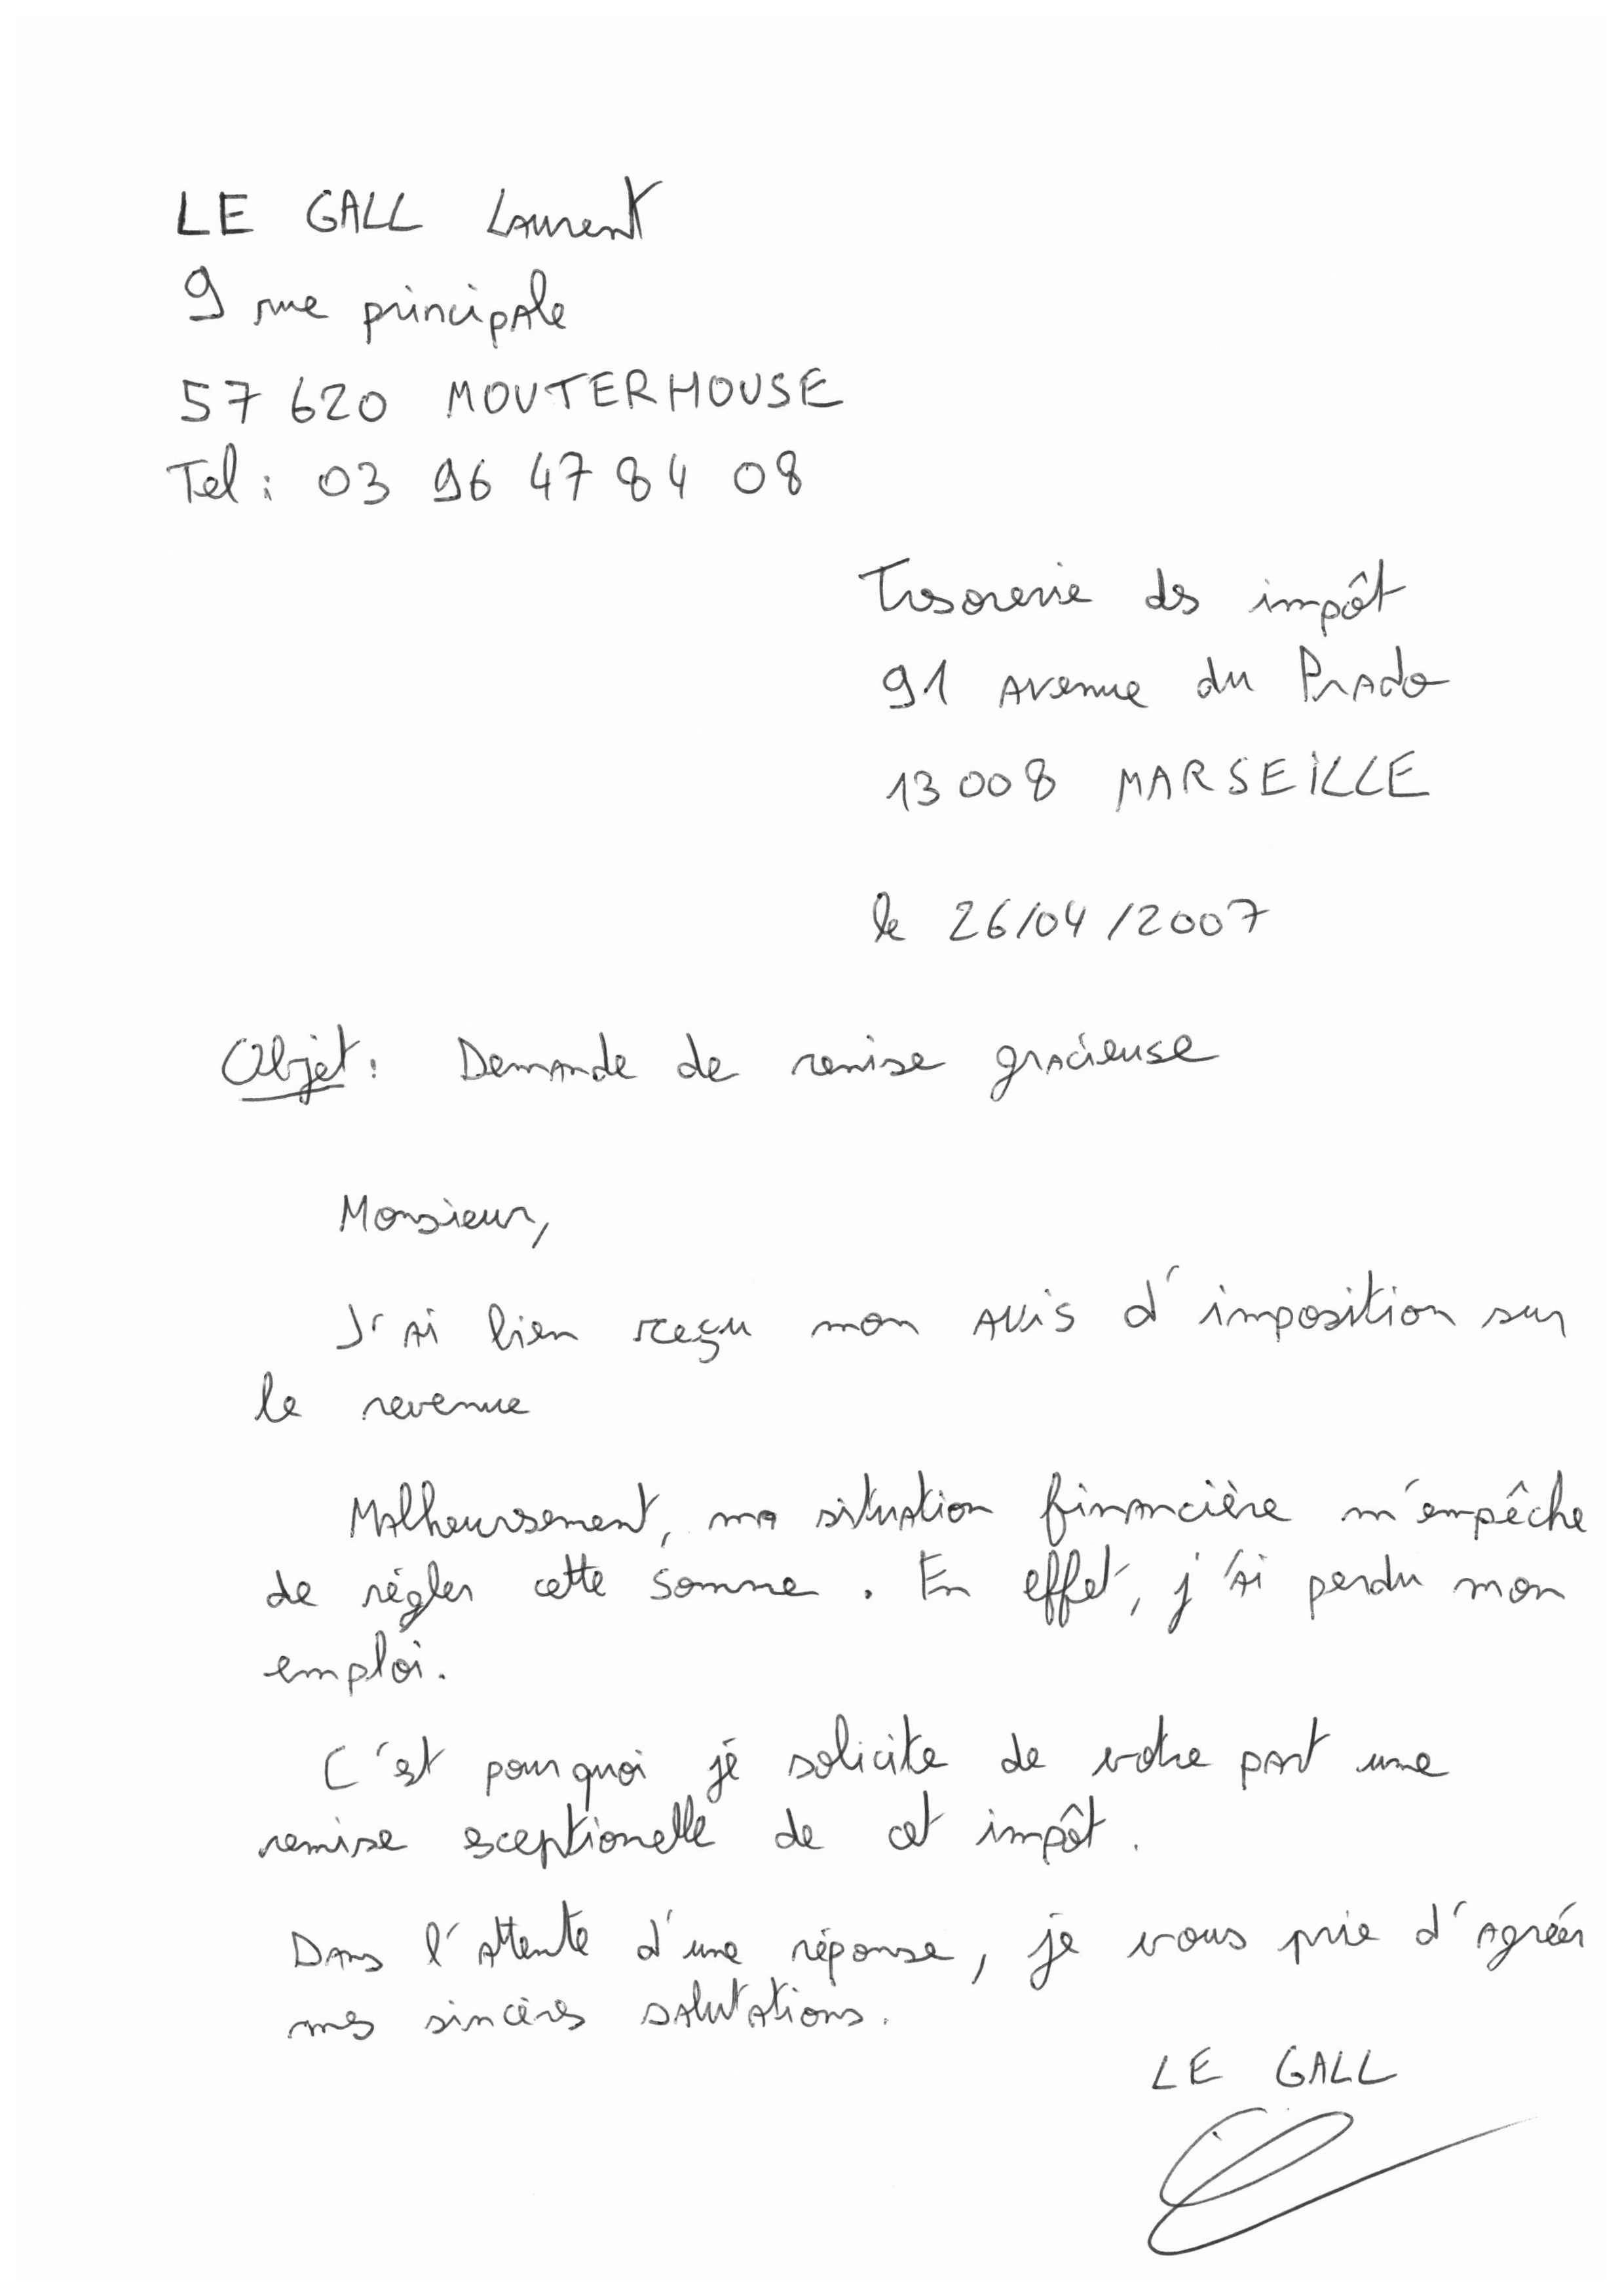 LE GALL Laurent
9 rue principale
57 620 MOUTERHOUSE
Tel : 03 96 47 84 08
Tresorerie des impôt
91 Avenue du Prado
13 008 MARSEILLE
le 26/04/2007
Objet : Demande de remise gracieuse
Monsieur,
J'ai bien reçu mon avis d'imposition sur
le revenue
Malheursement, ma situation financière m'empêche
de régler cette somme. En effet, j'ai perdu mon
emploi.
C'est pourquoi je solicite de votre part une
remise exceptionelle de cet impôt.
Dans l'attente d'une réponse, je vous prie d'agréér
mes sincères salutations.
LE GALL